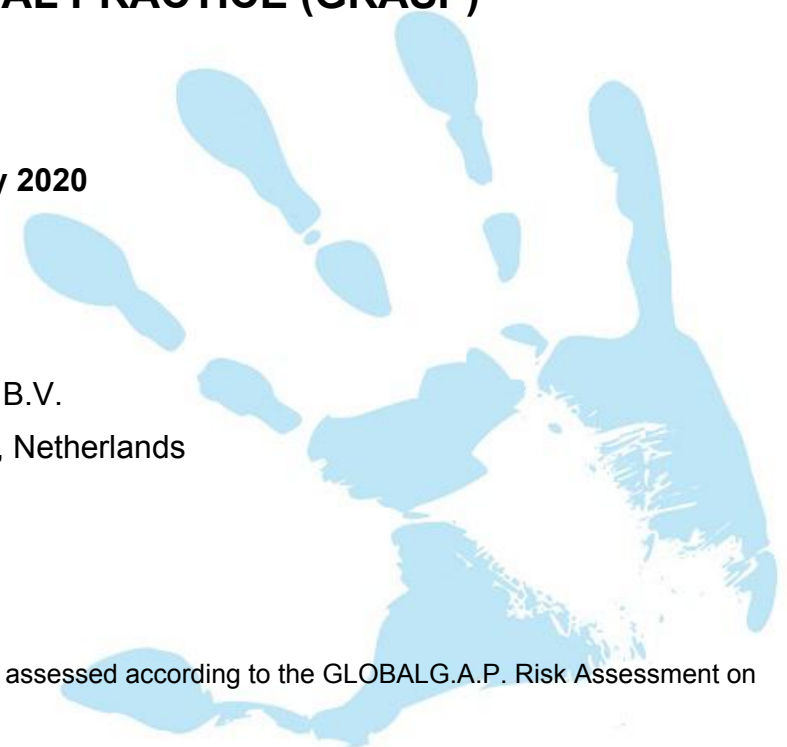 AL PRACTICE (GRASP)
y 2020
B.V.
, Netherlands
assessed according to the GLOBALG.A.P. Risk Assessment on